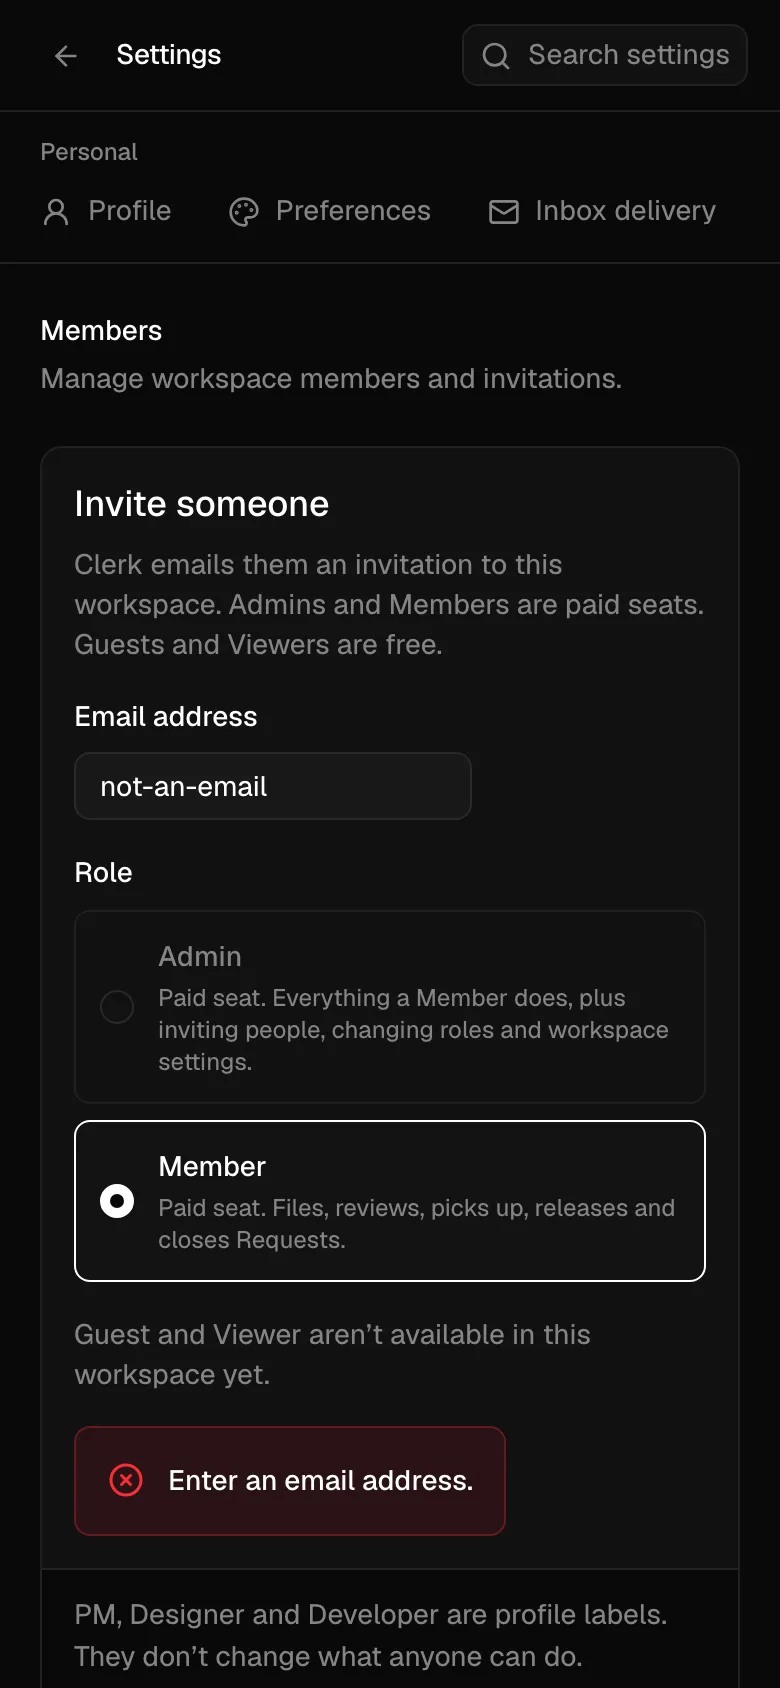 Settings
Search settings
Personal
Profile
Preferences
Inbox delivery
Members
Manage workspace members and invitations.
Invite someone
Clerk emails them an invitation to this
workspace. Admins and Members are paid seats.
Guests and Viewers are free.
Email address
not-an-email
Role
Admin
Paid seat. Everything a Member does, plus
inviting people, changing roles and workspace
settings.
Member
Paid seat. Files, reviews, picks up, releases and
closes Requests.
Guest and Viewer aren’t available in this
workspace yet.
Enter an email address.
PM, Designer and Developer are profile labels.
They don’t change what anyone can do.